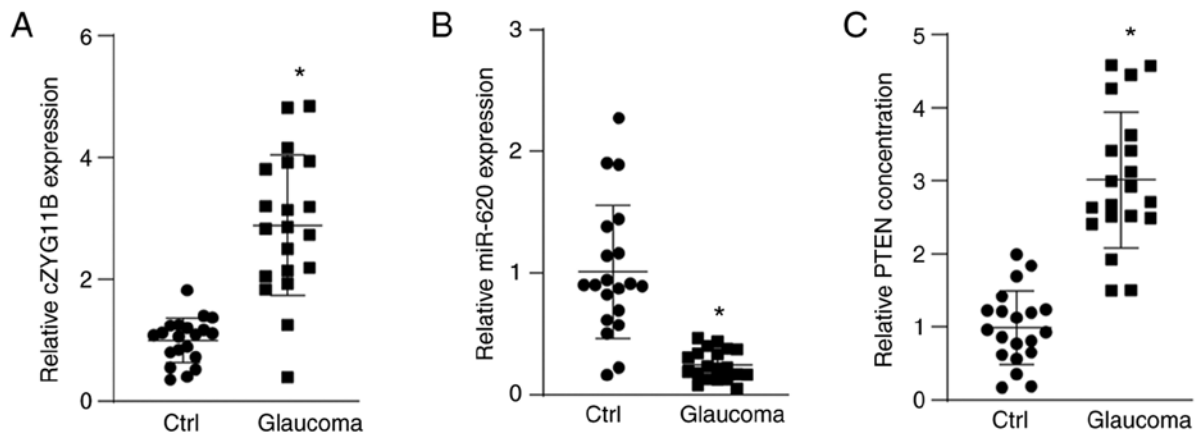 A
Relative cZYG11B expression
6
4
2
0
*
Ctrl
Glaucoma
B
Relative miR-620 expression
3
2
1
0
*
Ctrl
Glaucoma
C
Relative PTEN concentration
5
4
3
2
1
0
*
Ctrl
Glaucoma